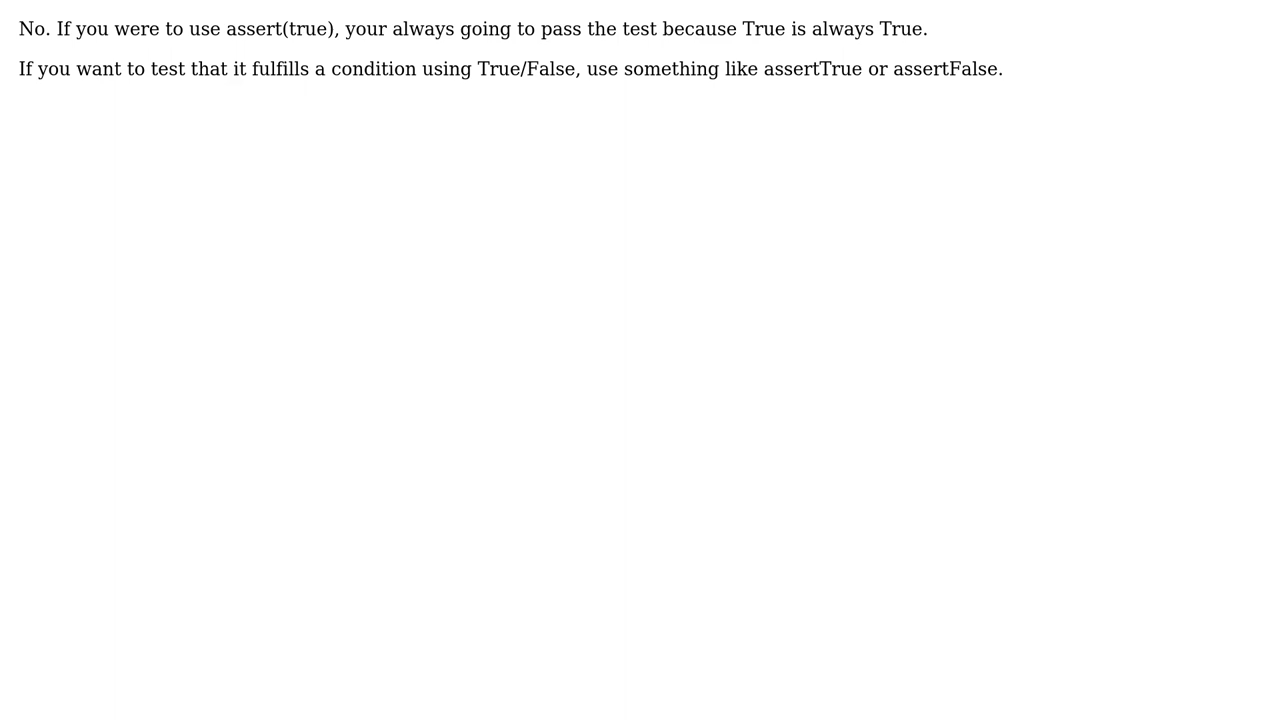 No. If you were to use assert(true), your always going to pass the test because True is always True.
If you want to test that it fulfills a condition using True/False, use something like assertTrue or assertFalse.